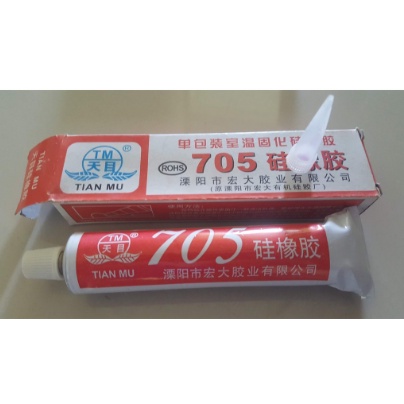 TM
天目
TIAN MU
TIAN MU
单包装室温固化硅橡胶
ROHS
705 硅橡胶
溧阳市宏大胶业有限公司
(原溧阳市宏大有机硅胶厂)
TM
天目
TIAN MU
705 硅橡胶
溧阳市宏大胶业有限公司